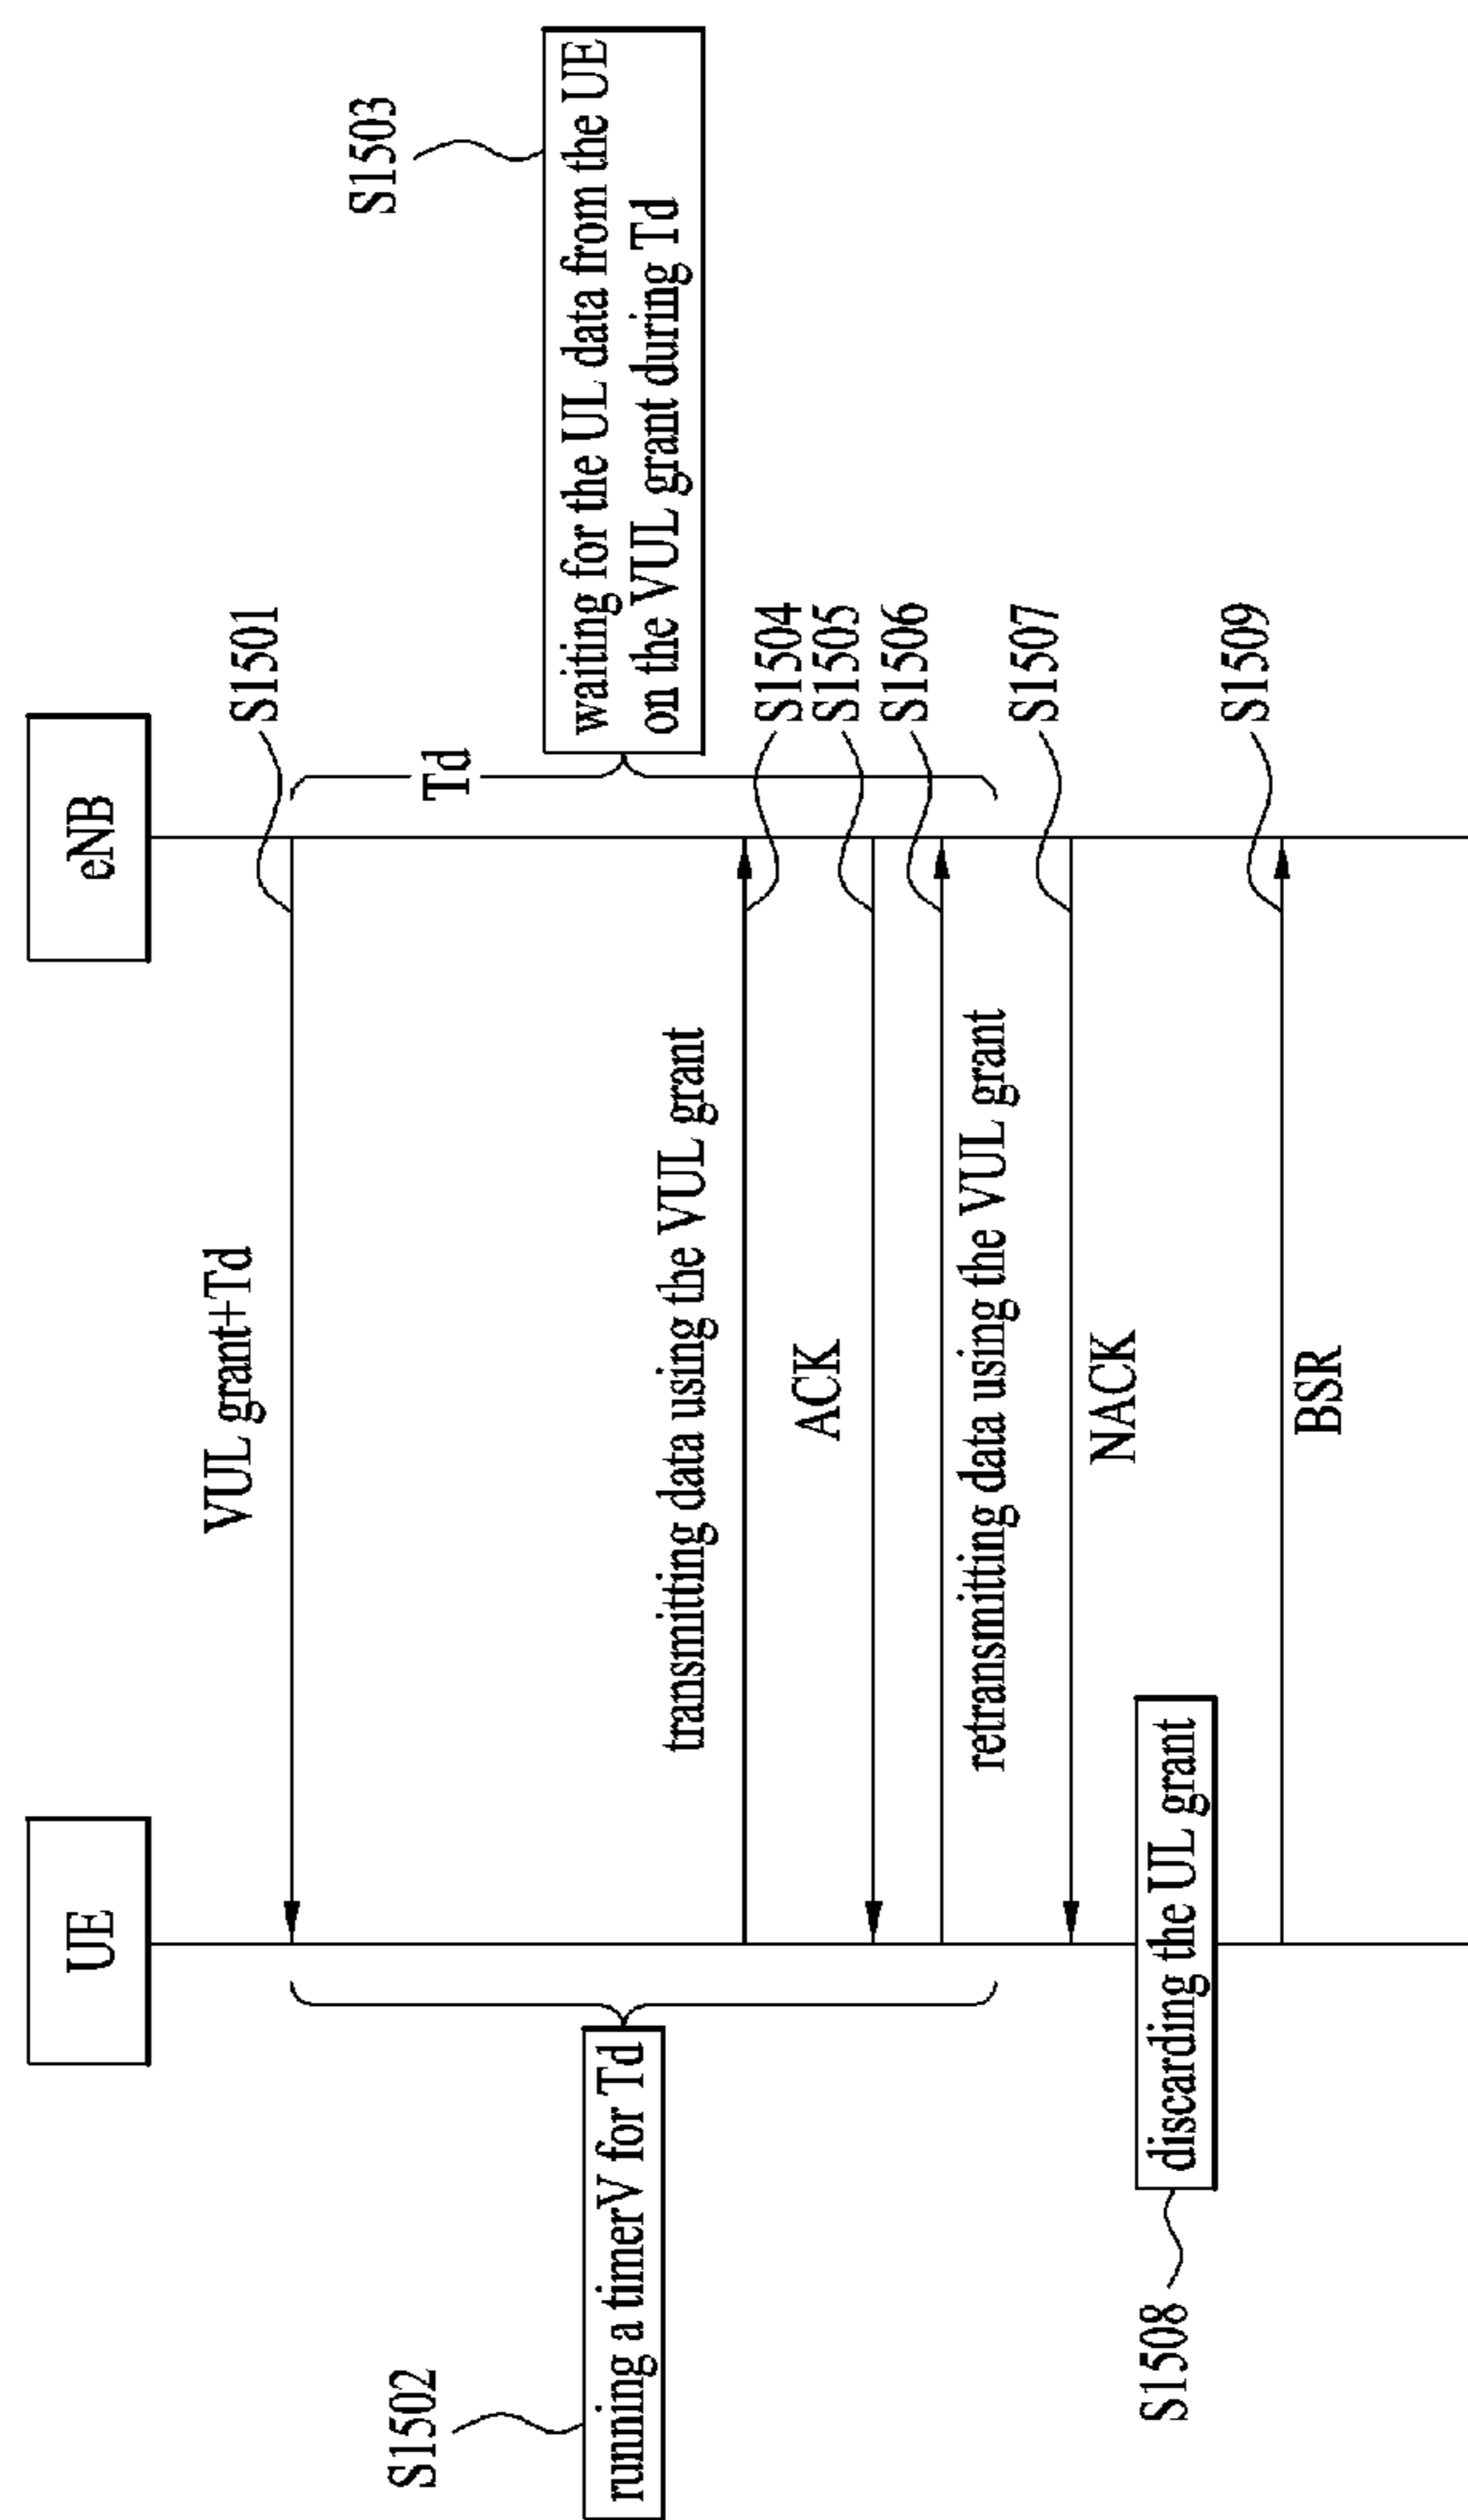 UE
eNB
VUL grant+Td
S1501
Td
S1503
S1502
running a timerV for Td
waiting for the UL data from the UE
on the VUL grant during Td
transmitting data using the VUL grant
S1504
ACK
S1505
S1506
retransmitting data using the VUL grant
S1507
NACK
S1508
discarding the UL grant
S1509
BSR